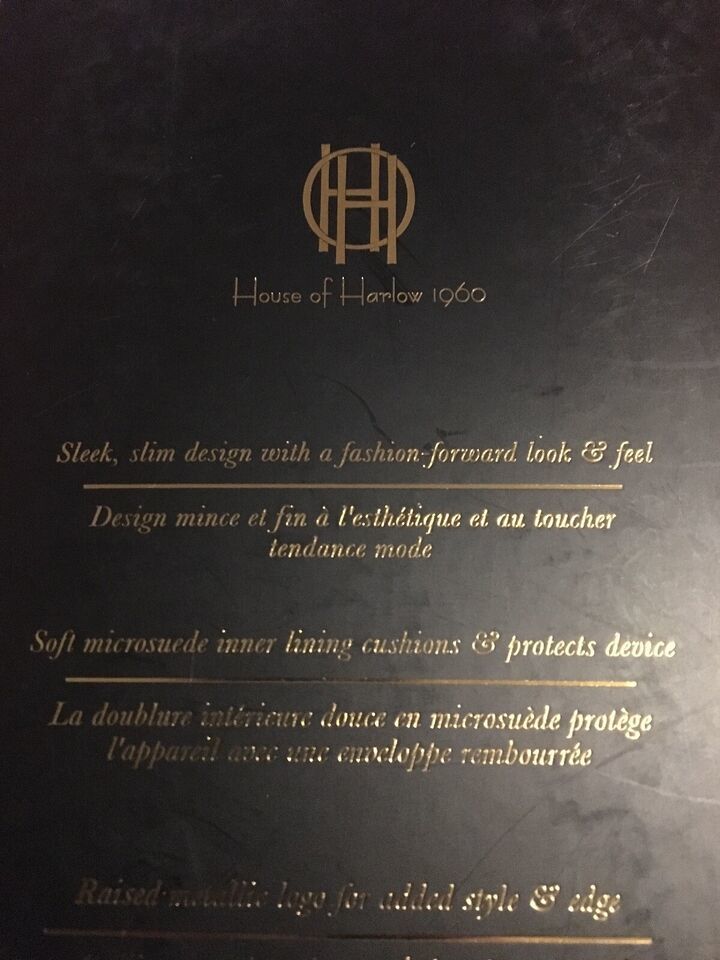 House of Harlow 1960
Sleek, slim design with a fashion-forward look & feel
Design mince et fin à l'esthétique et au toucher
tendance mode
Soft microsuede inner lining cushions & protects device
La doublure intérieure douce en microsuède protège
l'appareil avec une enveloppe rembourrée
Raised metallic logo for added style & edge